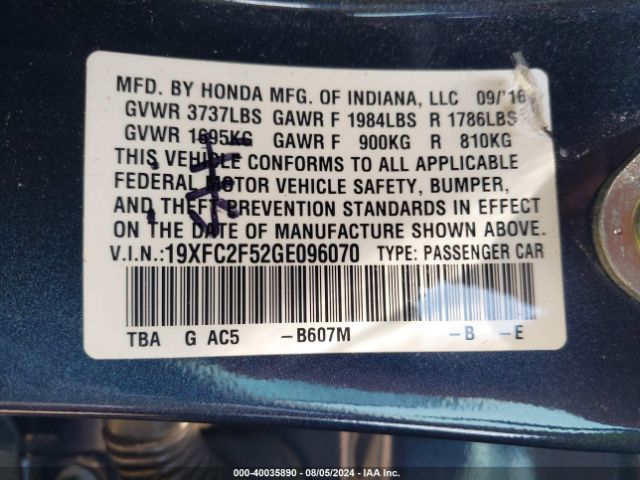 MFD. BY HONDA MFG. OF INDIANA, LLC 09/16
GVWR 3737LBS GAWR F 1984LBS R 1786LBS
GVWR 1695KG GAWR F 900KG R 810KG
THIS VEHICLE CONFORMS TO ALL APPLICABLE
FEDERAL MOTOR VEHICLE SAFETY, BUMPER,
AND THEFT PREVENTION STANDARDS IN EFFECT
ON THE DATE OF MANUFACTURE SHOWN ABOVE.
V.I.N.:19XFC2F52GE096070 TYPE: PASSENGER CAR
TBA G AC5 -B607M -B -E
000-40035890 - 08/05/2024 - IAA Inc.